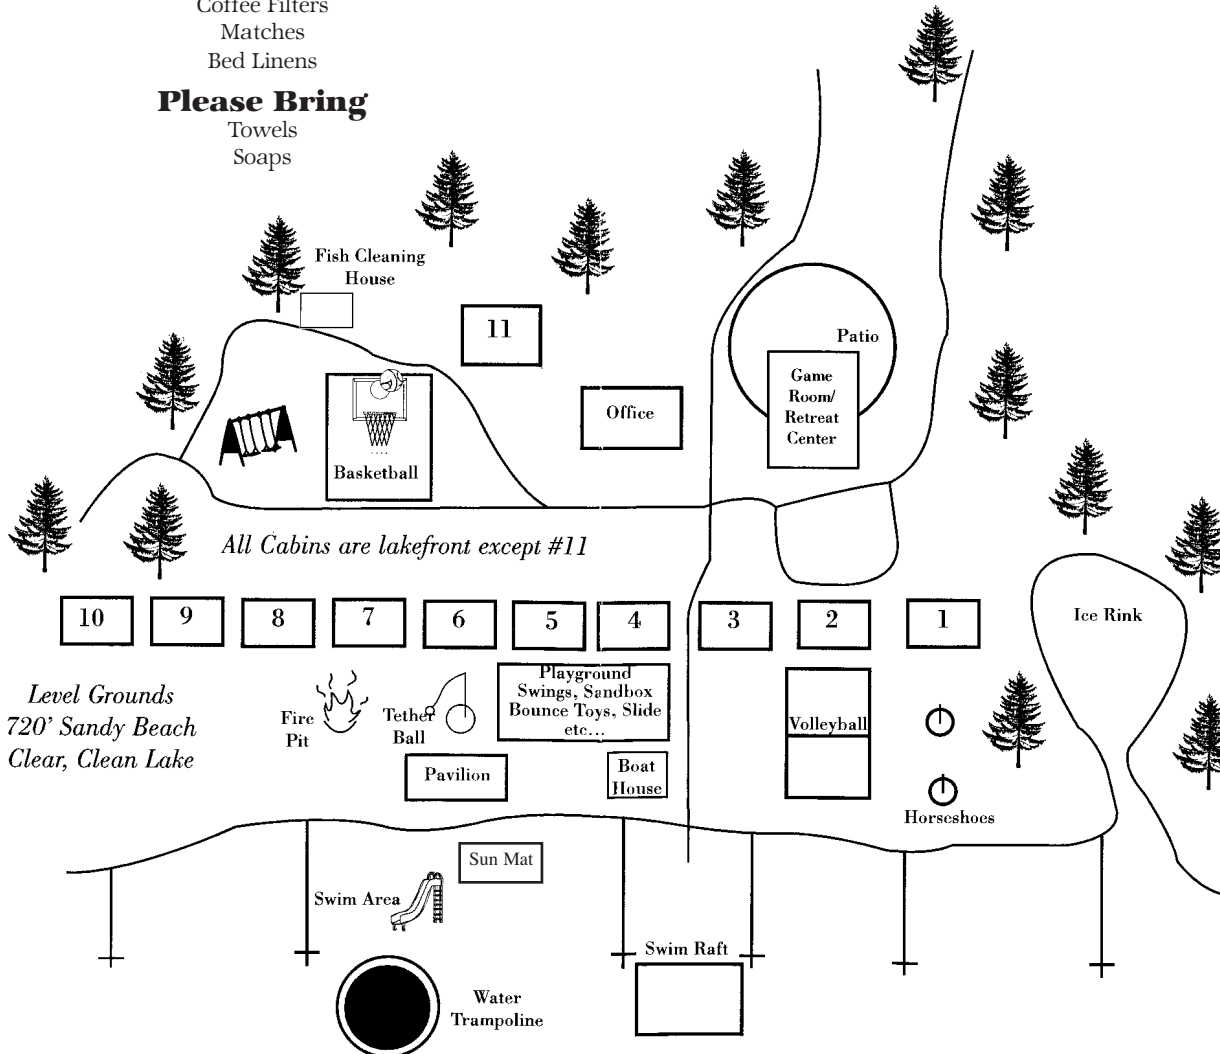 Coffee Filters
Matches
Bed Linens
Please Bring
Towels
Soaps
Fish Cleaning
House
11
Patio
Game
Room/
Retreat
Center
Office
Basketball
All Cabins are lakefront except #11
10
9
8
7
6
5
4
3
2
1
Ice Rink
Level Grounds
720’ Sandy Beach
Clear, Clean Lake
Fire
Pit
Tether
Ball
Playground
Swings, Sandbox
Bounce Toys, Slide
etc...
Volleyball
Pavilion
Boat
House
Horseshoes
Sun Mat
Swim Area
Swim Raft
Water
Trampoline